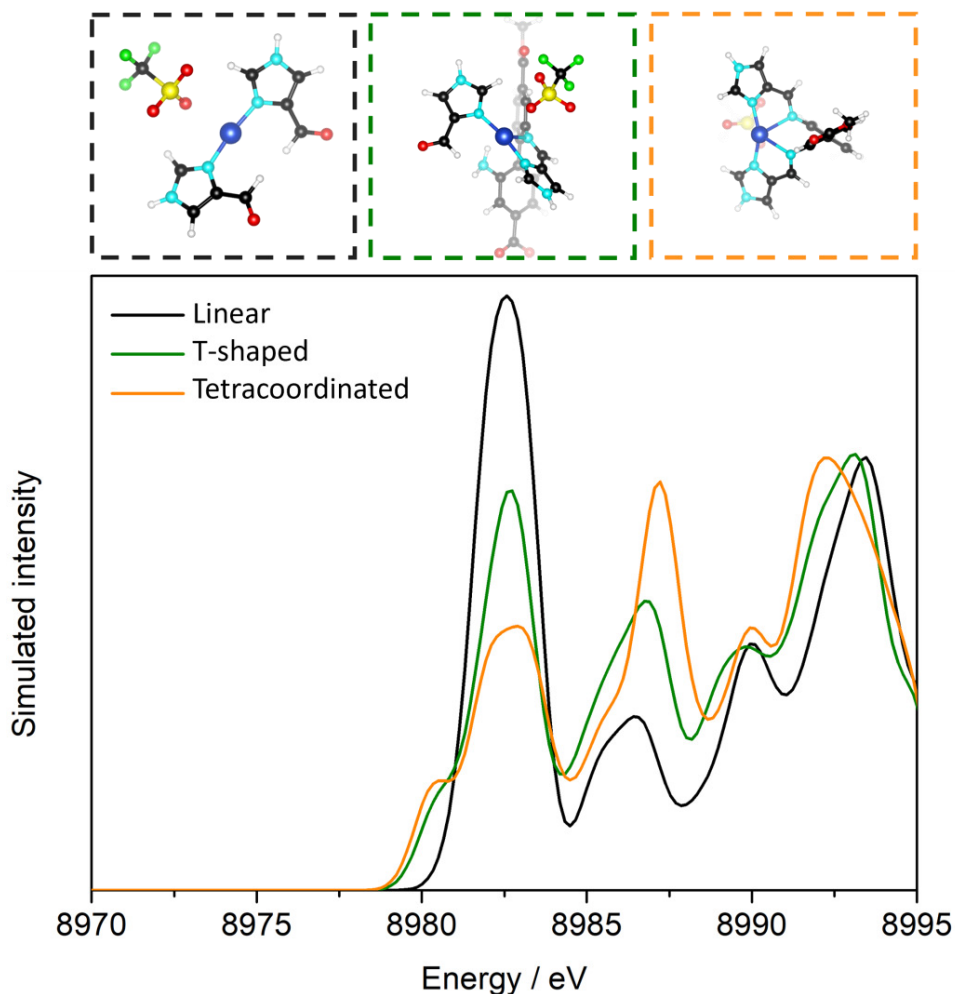 Linear
T-shaped
Tetracoordinated
Simulated intensity
8970 8975 8980 8985 8990 8995
Energy / eV